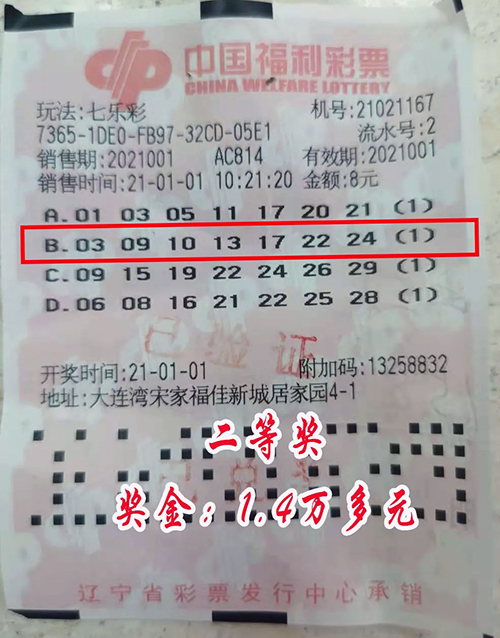 中国福利彩票
CHINA WELFARE LOTTERY
玩法:七乐彩 机号:21021167
7365-1DE0-FB97-32CD-05E1 流水号:2
销售期:2021001 AC814 有效期:2021001
销售时间:21-01-01 10:21:20 金额:8元
A.01 03 05 11 17 20 21 (1)
B.03 09 10 13 17 22 24 (1)
C.09 15 19 22 24 26 29 (1)
D.06 08 16 21 22 25 28 (1)
已验证
开奖时间:21-01-01 附加码:13258832
地址:大连湾宋家福佳新城居家园4-1
二等奖
奖金：1.4万多元
辽宁省彩票发行中心承销